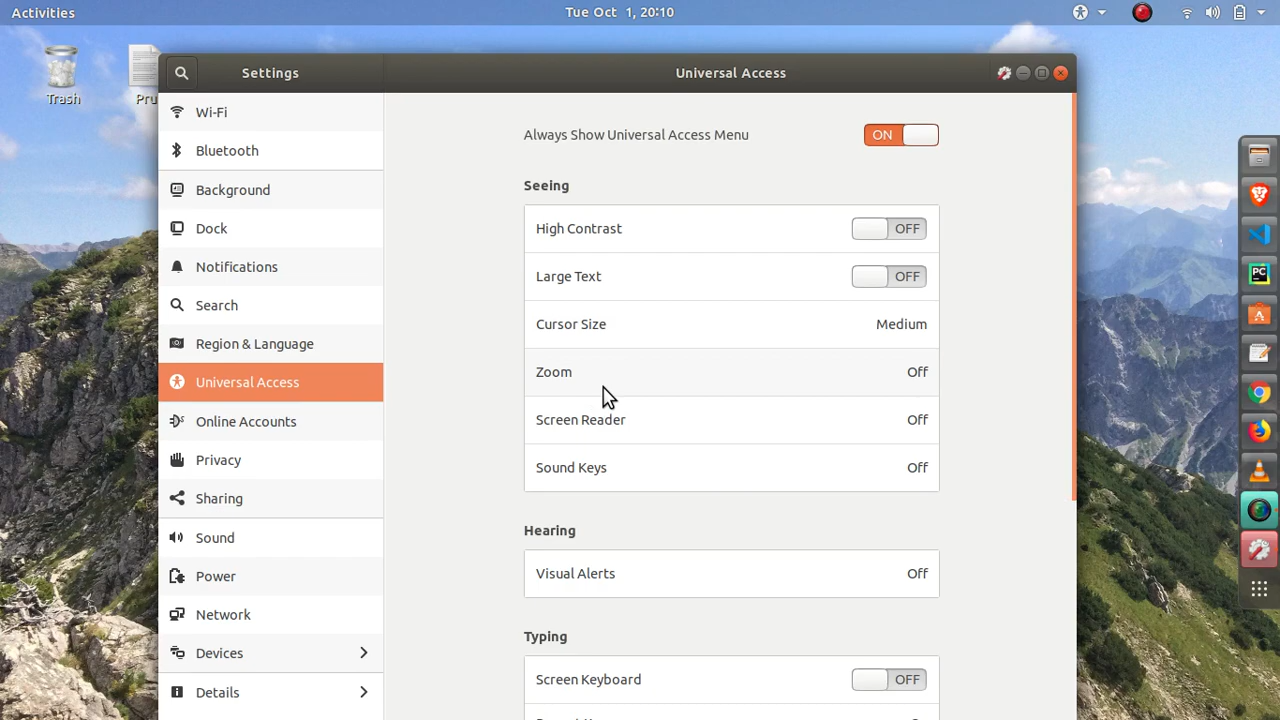 Activities
Tue Oct 1, 20:10
Trash
Pru
Settings
Universal Access
Wi-Fi
Bluetooth
Background
Dock
Notifications
Search
Region & Language
Universal Access
Online Accounts
Privacy
Sharing
Sound
Power
Network
Devices
Details
Always Show Universal Access Menu ON
Seeing
High Contrast OFF
Large Text OFF
Cursor Size Medium
Zoom Off
Screen Reader Off
Sound Keys Off
Hearing
Visual Alerts Off
Typing
Screen Keyboard OFF
PC